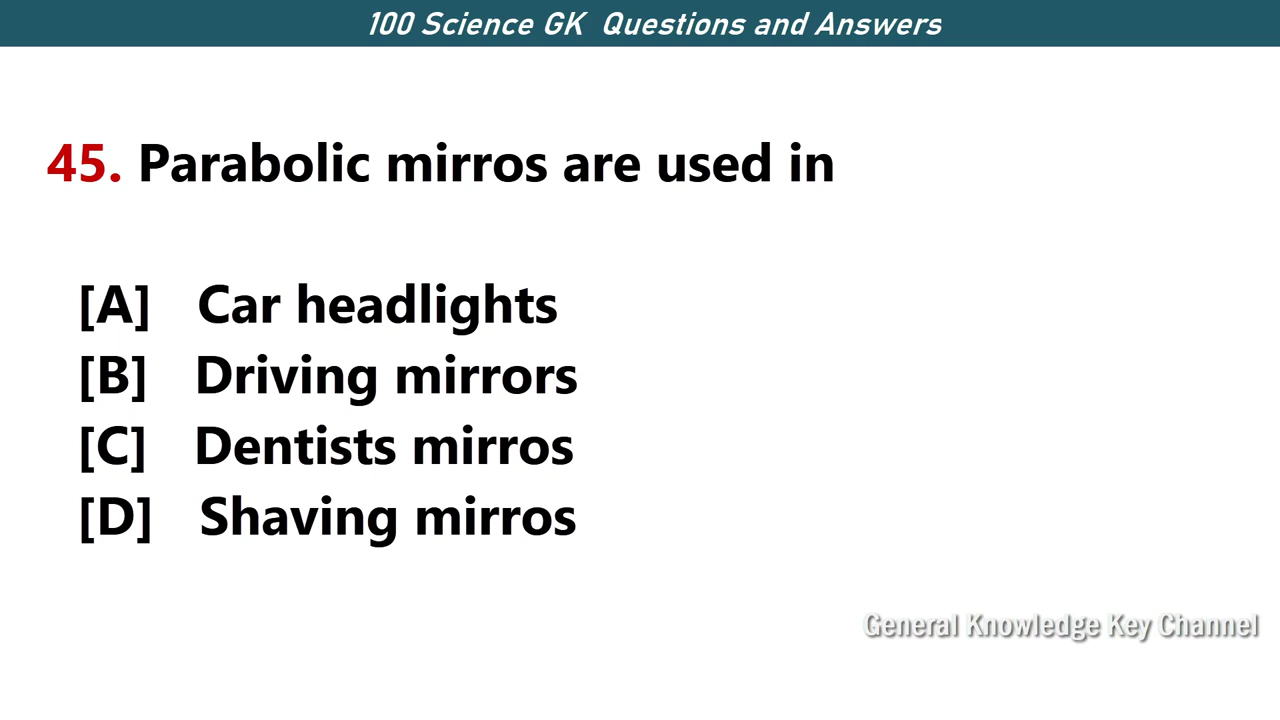 100 Science GK Questions and Answers
45. Parabolic mirros are used in
[A] Car headlights
[B] Driving mirrors
[C] Dentists mirros
[D] Shaving mirros
General Knowledge Key Channel